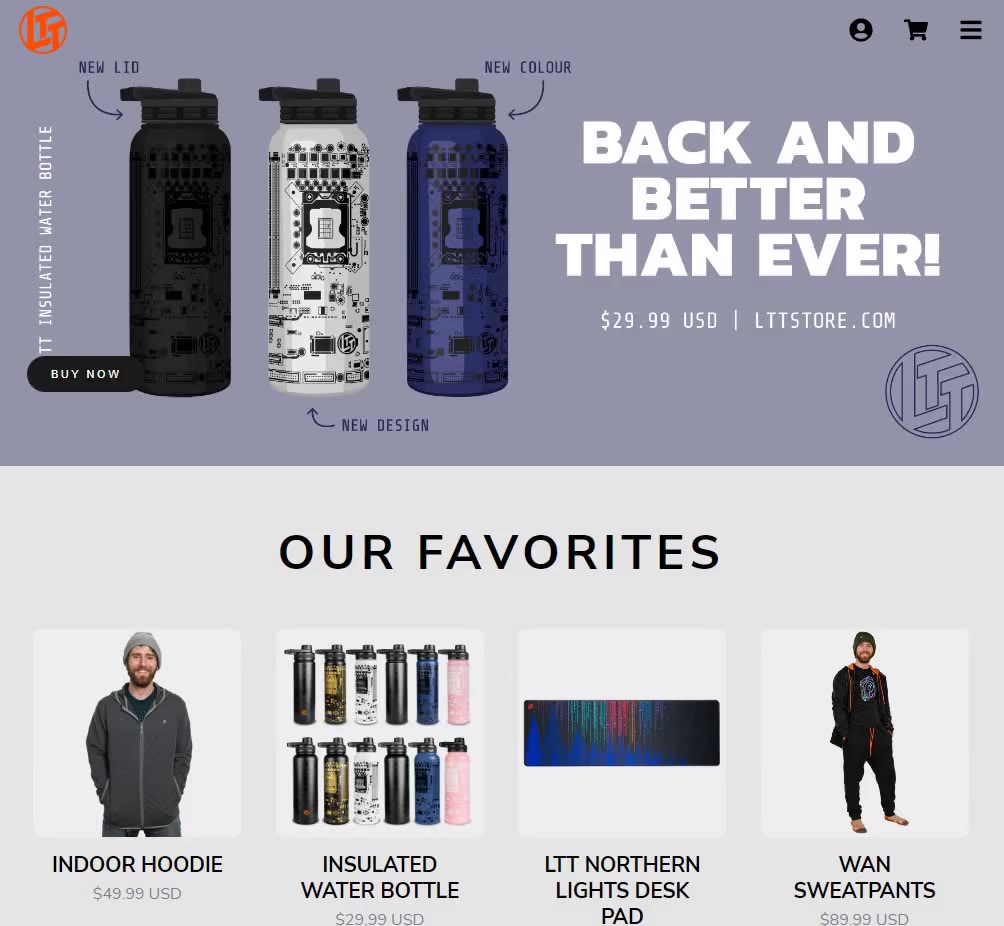 LTT
NEW LID
NEW COLOUR
TT INSULATED WATER BOTTLE
BACK AND
BETTER
THAN EVER!
$29.99 USD | LTTSTORE.COM
BUY NOW
NEW DESIGN
LTT
OUR FAVORITES
INDOOR HOODIE
$49.99 USD
INSULATED
WATER BOTTLE
$29.99 USD
LTT NORTHERN
LIGHTS DESK
PAD
WAN
SWEATPANTS
$89.99 USD